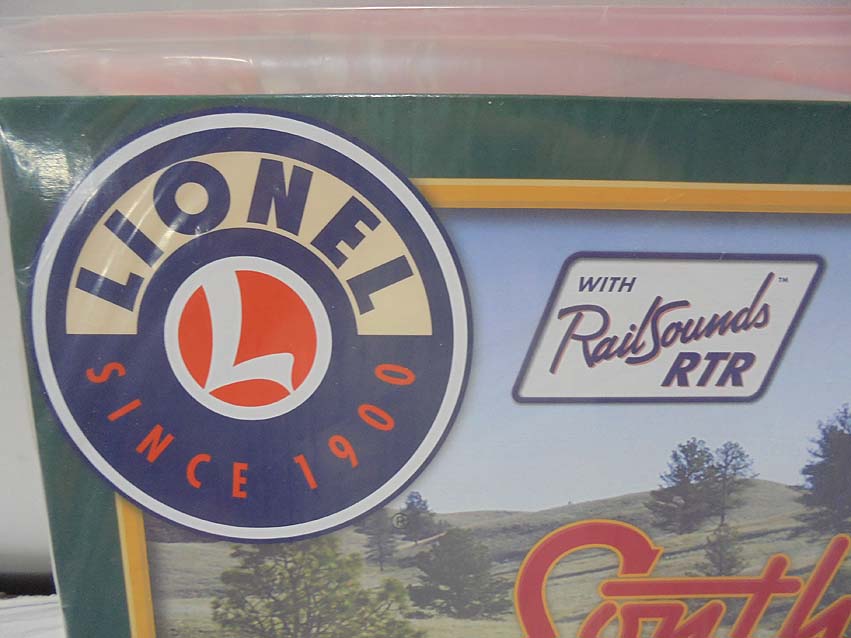 LIONEL
SINCE 1900
L
®
WITH
RailSounds™
RTR